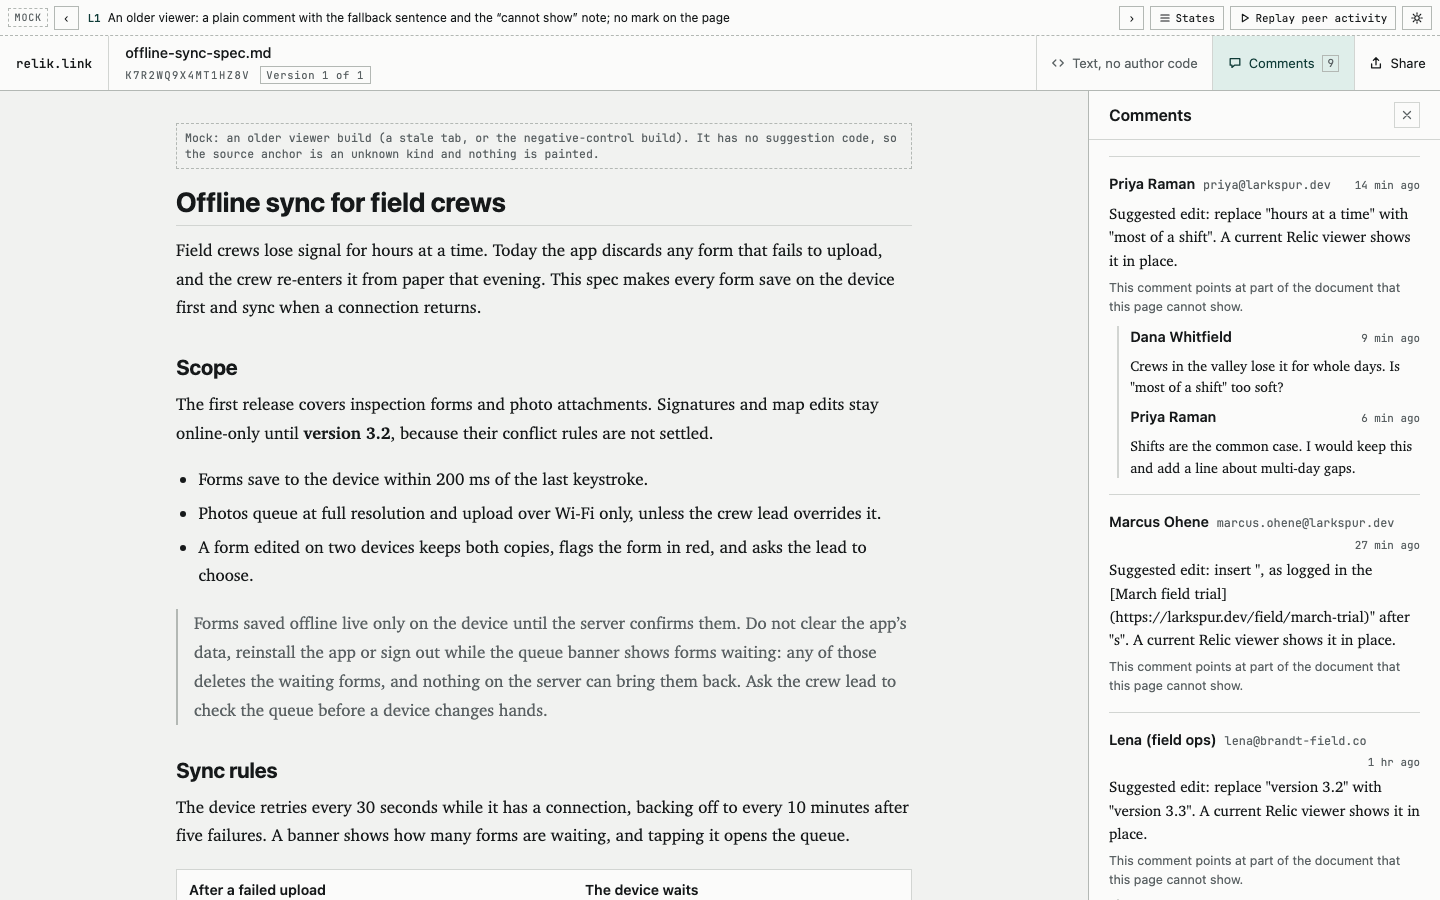 MOCK ‹ L1 An older viewer: a plain comment with the fallback sentence and the “cannot show” note; no mark on the page › States Replay peer activity
relik.link
offline-sync-spec.md
K7R2WQ9X4MT1HZ8V Version 1 of 1
Text, no author code
Comments 9
Share
Mock: an older viewer build (a stale tab, or the negative-control build). It has no suggestion code, so
the source anchor is an unknown kind and nothing is painted.
Offline sync for field crews
Field crews lose signal for hours at a time. Today the app discards any form that fails to upload,
and the crew re-enters it from paper that evening. This spec makes every form save on the device
first and sync when a connection returns.
Scope
The first release covers inspection forms and photo attachments. Signatures and map edits stay
online-only until version 3.2, because their conflict rules are not settled.
• Forms save to the device within 200 ms of the last keystroke.
• Photos queue at full resolution and upload over Wi-Fi only, unless the crew lead overrides it.
• A form edited on two devices keeps both copies, flags the form in red, and asks the lead to
choose.
Forms saved offline live only on the device until the server confirms them. Do not clear the app’s
data, reinstall the app or sign out while the queue banner shows forms waiting: any of those
deletes the waiting forms, and nothing on the server can bring them back. Ask the crew lead to
check the queue before a device changes hands.
Sync rules
The device retries every 30 seconds while it has a connection, backing off to every 10 minutes after
five failures. A banner shows how many forms are waiting, and tapping it opens the queue.
After a failed upload The device waits
Comments
Priya Raman priya@larkspur.dev 14 min ago
Suggested edit: replace "hours at a time" with
"most of a shift". A current Relic viewer shows
it in place.
This comment points at part of the document that
this page cannot show.
Dana Whitfield 9 min ago
Crews in the valley lose it for whole days. Is
"most of a shift" too soft?
Priya Raman 6 min ago
Shifts are the common case. I would keep this
and add a line about multi-day gaps.
Marcus Ohene marcus.ohene@larkspur.dev
27 min ago
Suggested edit: insert ", as logged in the
[March field trial]
(https://larkspur.dev/field/march-trial)" after
"s". A current Relic viewer shows it in place.
This comment points at part of the document that
this page cannot show.
Lena (field ops) lena@brandt-field.co
1 hr ago
Suggested edit: replace "version 3.2" with
"version 3.3". A current Relic viewer shows it in
place.
This comment points at part of the document that
this page cannot show.